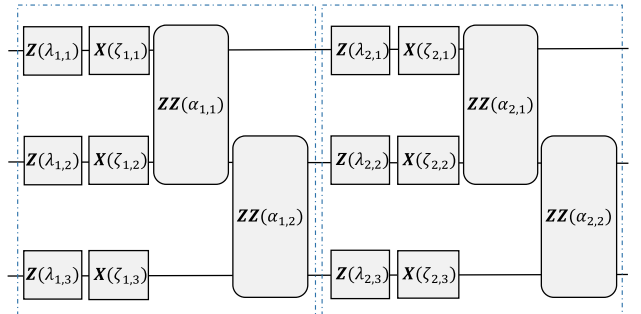 Z(λ₁,₁) X(ζ₁,₁) Z(λ₂,₁) X(ζ₂,₁)
ZZ(α₁,₁) ZZ(α₂,₁)
Z(λ₁,₂) X(ζ₁,₂) Z(λ₂,₂) X(ζ₂,₂)
ZZ(α₁,₂) ZZ(α₂,₂)
Z(λ₁,₃) X(ζ₁,₃) Z(λ₂,₃) X(ζ₂,₃)